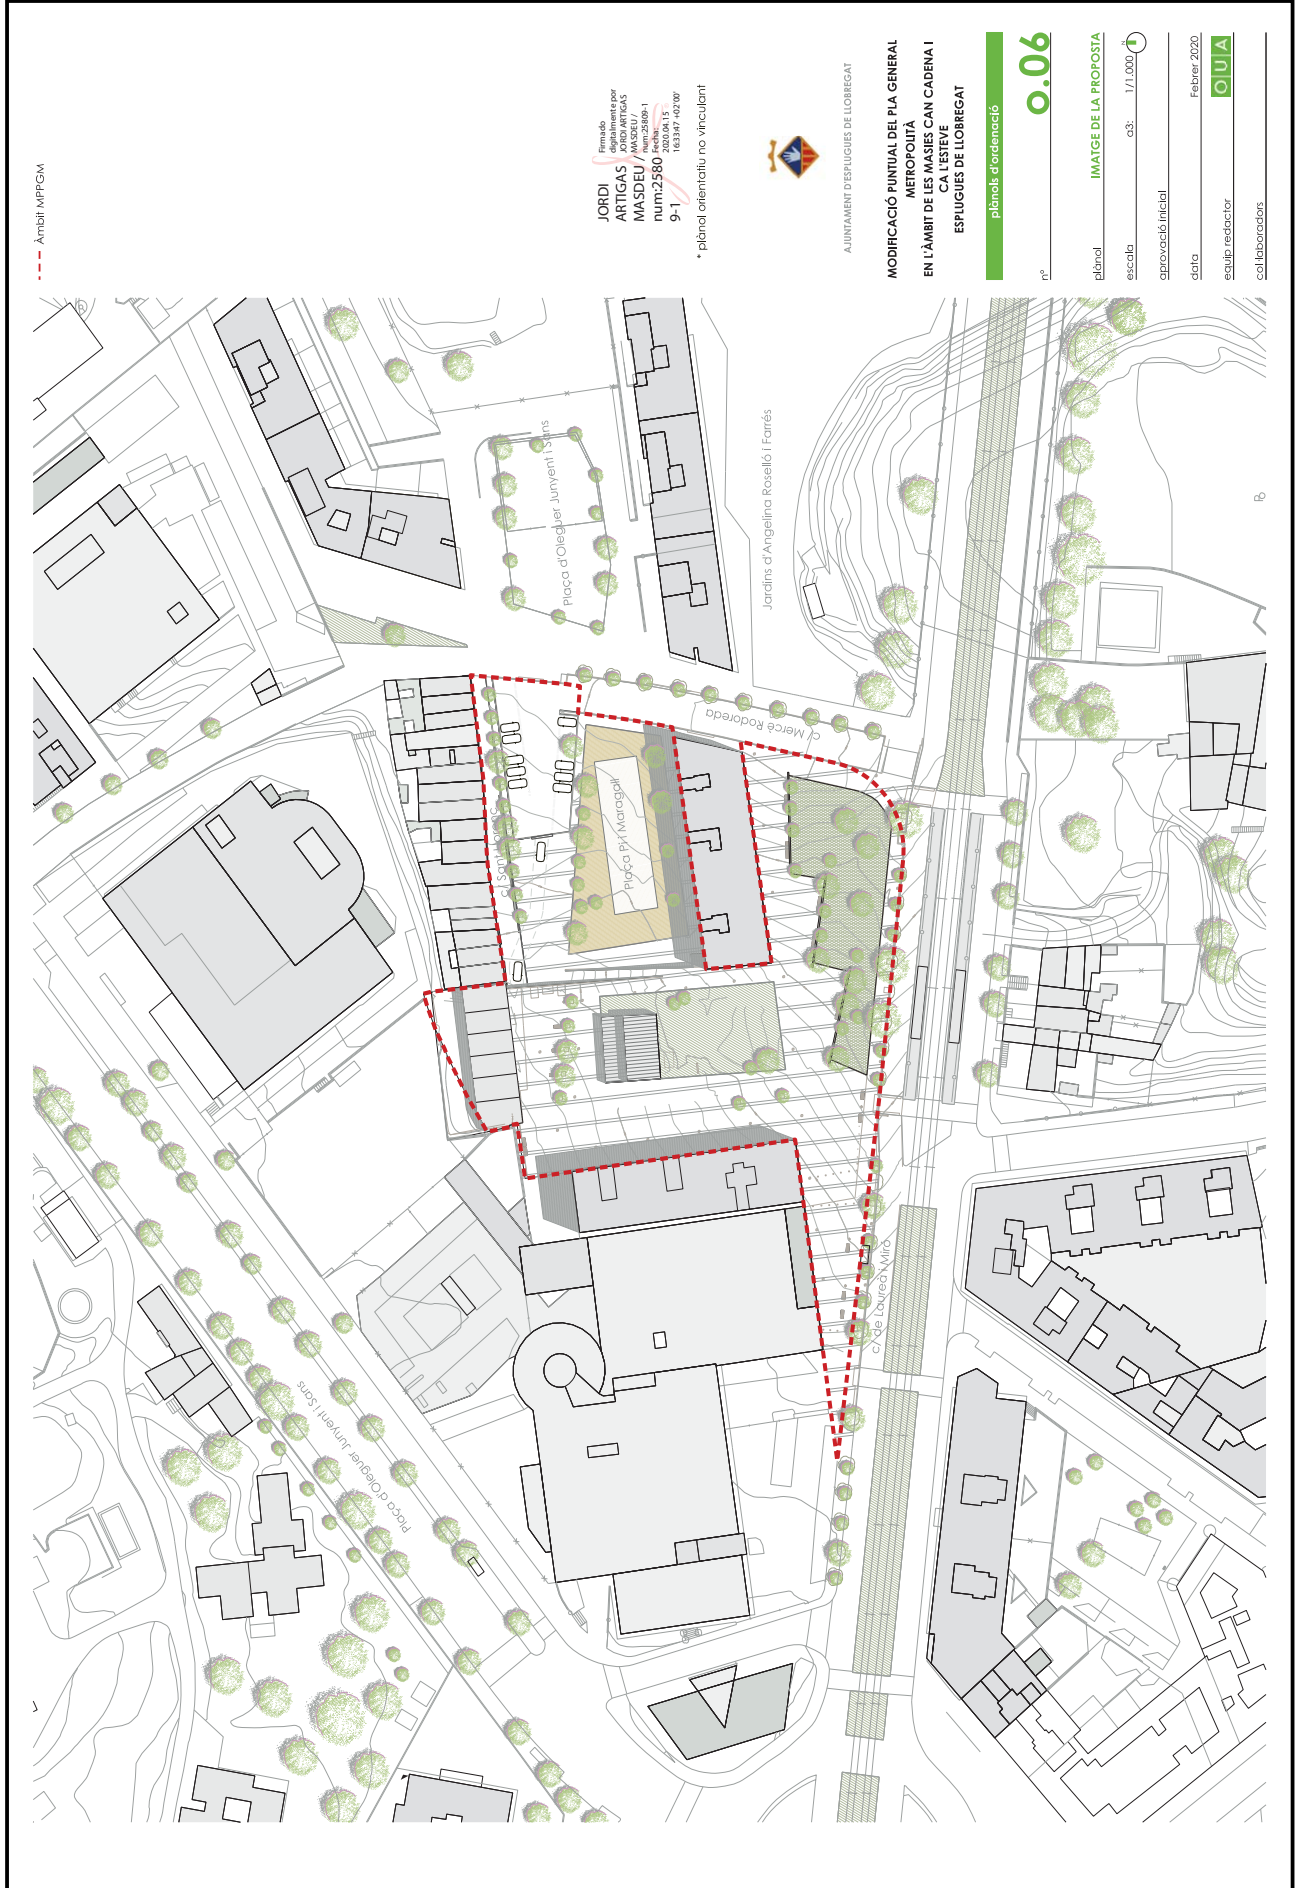 Àmbit MPPGM
JORDI
ARTIGAS
MASDEU /
num:2580
9-1
Firmado
digitalmente por
JORDI ARTIGAS
MASDEU /
num:25809-1
Fecha:
2020.04.15
16:33:47 +02'00'
* plànol orientatiu no vinculant
AJUNTAMENT D'ESPLUGUES DE LLOBREGAT
MODIFICACIÓ PUNTUAL DEL PLA GENERAL
METROPOLITÀ
EN L'ÀMBIT DE LES MASIES CAN CADENA I
CA L'ESTEVE
ESPLUGUES DE LLOBREGAT
plànols d'ordenació
nº o.06
plànol IMATGE DE LA PROPOSTA
escala a3: 1/1.000 N
aprovació inicial
data Febrer 2020
equip redactor O|U|A
col·laboradors
Plaça d'Oleguer Junyent i Sans
Jardins d'Angelina Roselló i Farrés
c/ Mercè Rodoreda
Plaça Pi i Maragall
c/ Sant Llorenç
c. de Laureà i Miró
Plaça d'Oleguer Junyent i Sans